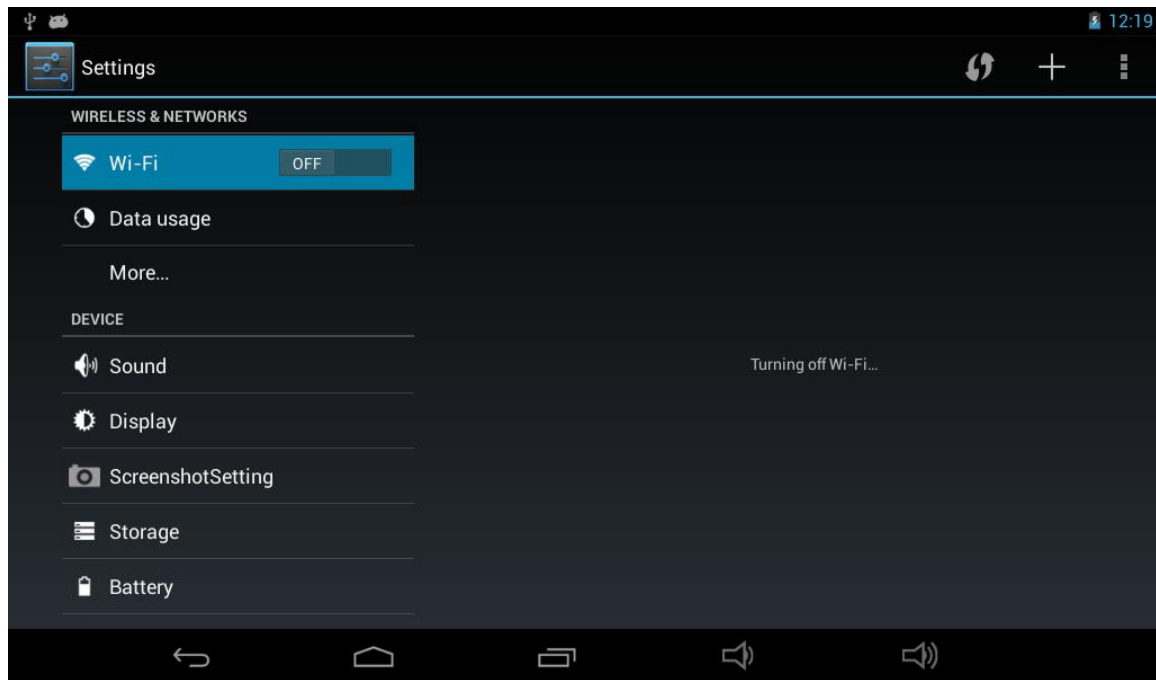 12:19
Settings
WIRELESS & NETWORKS
Wi-Fi OFF
Data usage
More...
DEVICE
Sound
Turning off Wi-Fi...
Display
ScreenshotSetting
Storage
Battery